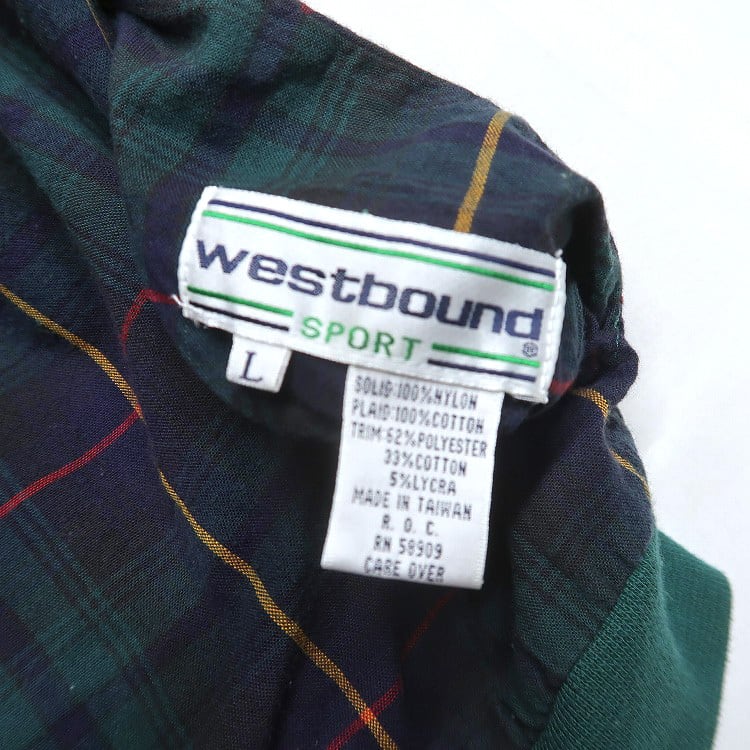 westbound
SPORT
®
L
SOLID:100%NYLON
PLAID:100%COTTON
TRIM:62%POLYESTER
33%COTTON
5%LYCRA
MADE IN TAIWAN
R. O. C.
RN 58909
CARE OVER